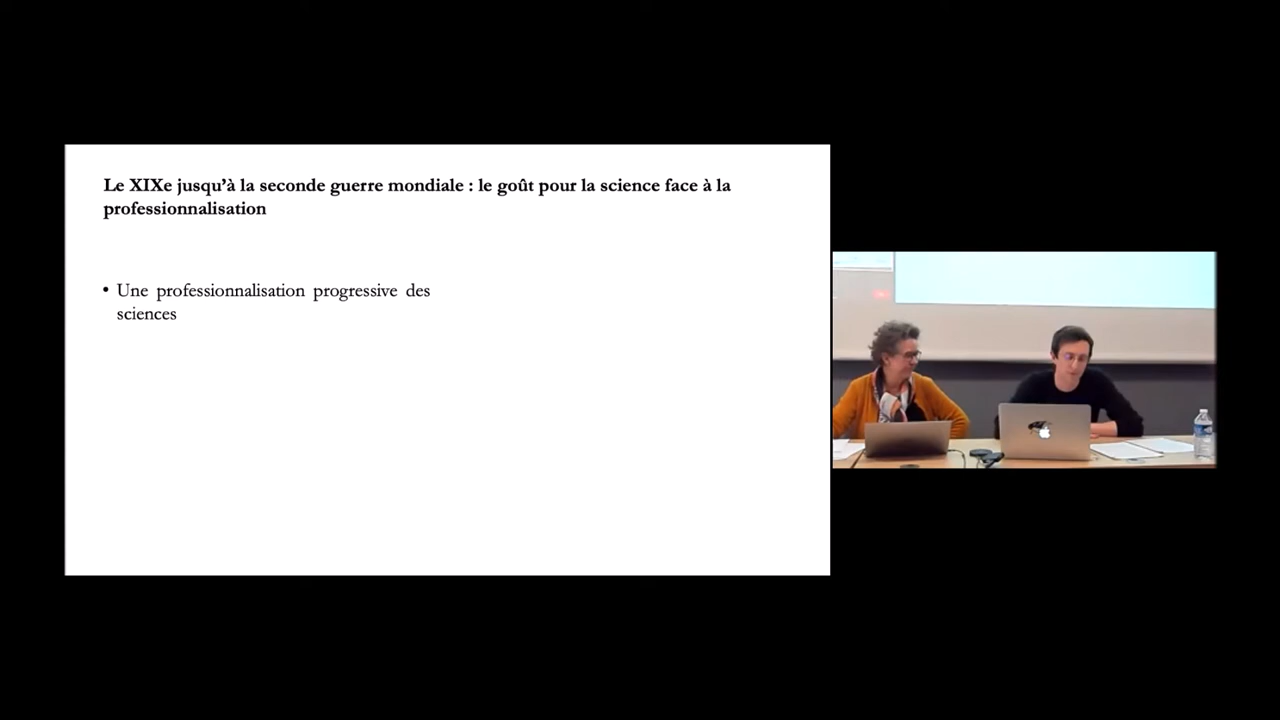 Le XIXe jusqu’à la seconde guerre mondiale : le goût pour la science face à la
professionnalisation
• Une professionnalisation progressive des
sciences